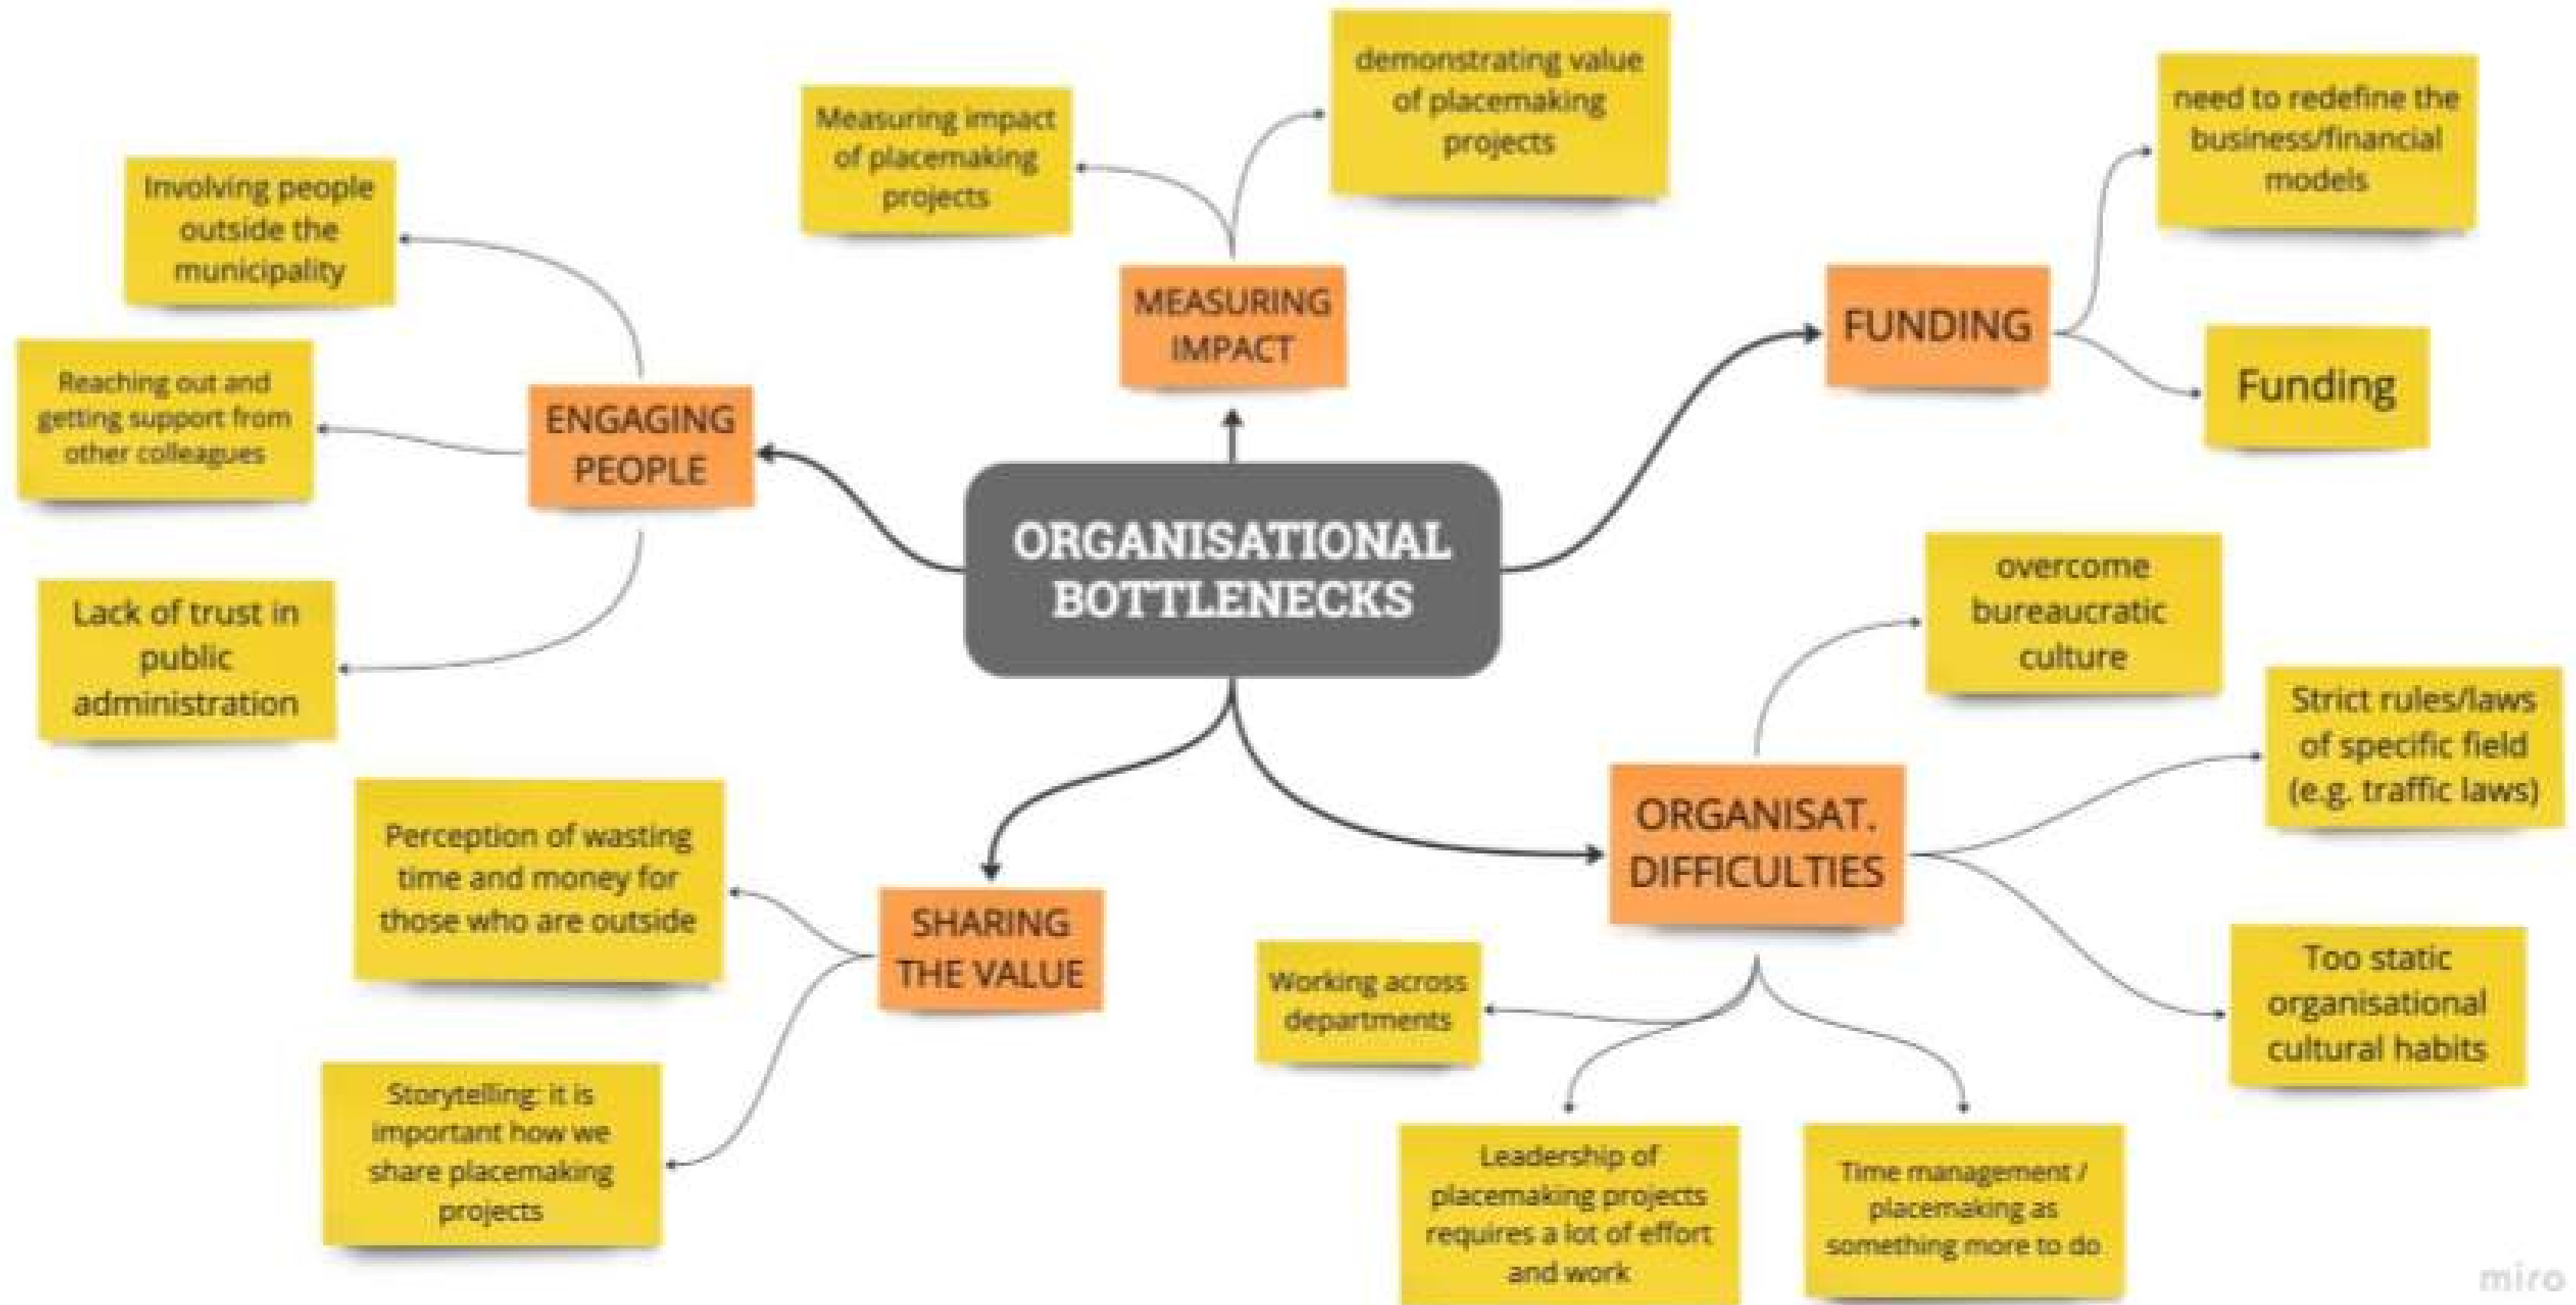 demonstrating value
of placemaking
projects
Measuring impact
of placemaking
projects
need to redefine the
business/financial
models
Involving people
outside the
municipality
MEASURING
IMPACT
FUNDING
Funding
Reaching out and
getting support from
other colleagues
ENGAGING
PEOPLE
ORGANISATIONAL
BOTTLENECKS
Lack of trust in
public
administration
overcome
bureaucratic
culture
Strict rules/laws
of specific field
(e.g. traffic laws)
ORGANISAT.
DIFFICULTIES
Perception of wasting
time and money for
those who are outside
SHARING
THE VALUE
Working across
departments
Too static
organisational
cultural habits
Storytelling: it is
important how we
share placemaking
projects
Leadership of
placemaking projects
requires a lot of effort
and work
Time management /
placemaking as
something more to do
miro